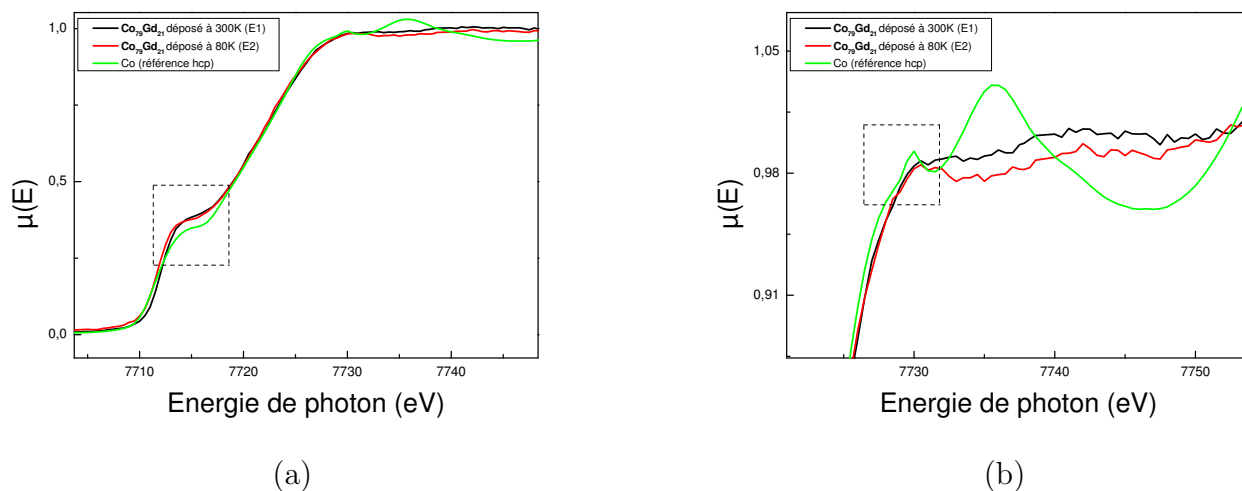 Co₇₉Gd₂₁ déposé à 300K (E1)
Co₇₉Gd₂₁ déposé à 80K (E2)
Co (référence hcp)
1,0
0,5
0,0
μ(E)
7710 7720 7730 7740
Energie de photon (eV)
(a)
Co₇₉Gd₂₁ déposé à 300K (E1)
Co₇₉Gd₂₁ déposé à 80K (E2)
Co (référence hcp)
1,05
0,98
0,91
μ(E)
7730 7740 7750
Energie de photon (eV)
(b)